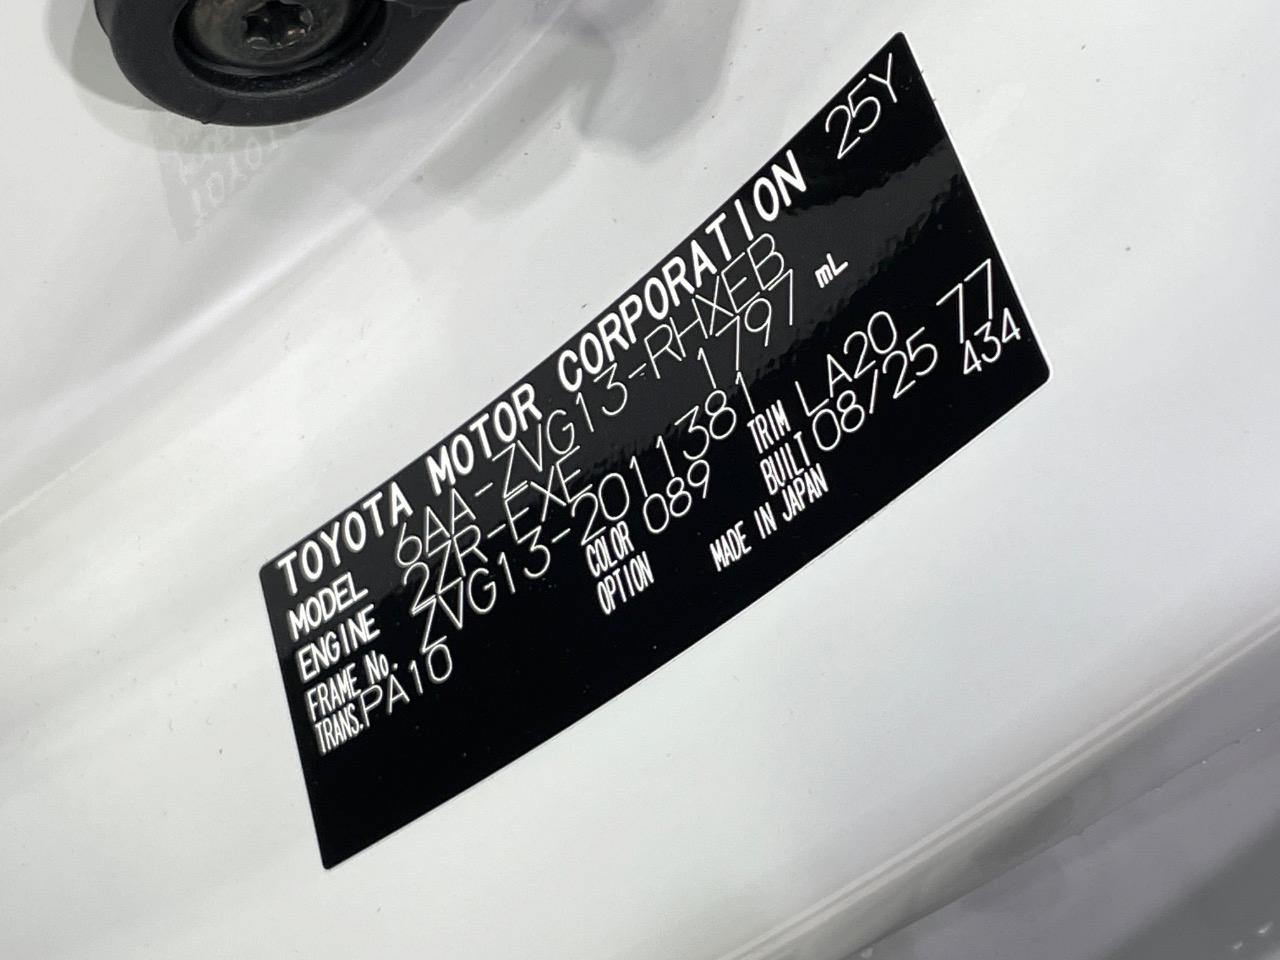 TOYOTA MOTOR CORPORATION 25Y
MODEL 6AA-ZVG13-RHXEB
ENGINE 2ZR-FXE 1797 mL
FRAME No. ZVG13-2011381
TRANS. PA10 COLOR 089 TRIM LA20 77
OPTION BUILT 08/25 434
MADE IN JAPAN